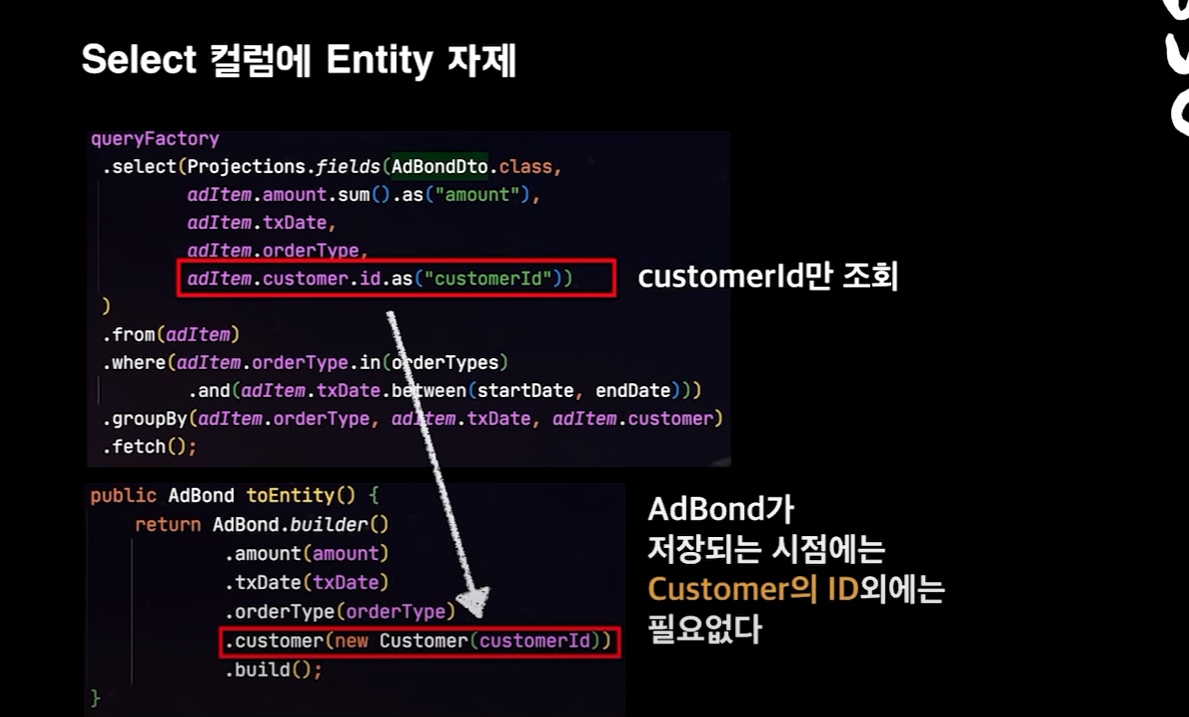 Select 컬럼에 Entity 자제
queryFactory
.select(Projections.fields(AdBondDto.class,
adItem.amount.sum().as("amount"),
adItem.txDate,
adItem.orderType,
adItem.customer.id.as("customerId"))
customerId만 조회
)
.from(adItem)
.where(adItem.orderType.in(orderTypes)
.and(adItem.txDate.between(startDate, endDate)))
.groupBy(adItem.orderType, adItem.txDate, adItem.customer)
.fetch();
public AdBond toEntity() {
return AdBond.builder()
.amount(amount)
.txDate(txDate)
.orderType(orderType)
.customer(new Customer(customerId))
.build();
}
AdBond가
저장되는 시점에는
Customer의 ID외에는
필요없다